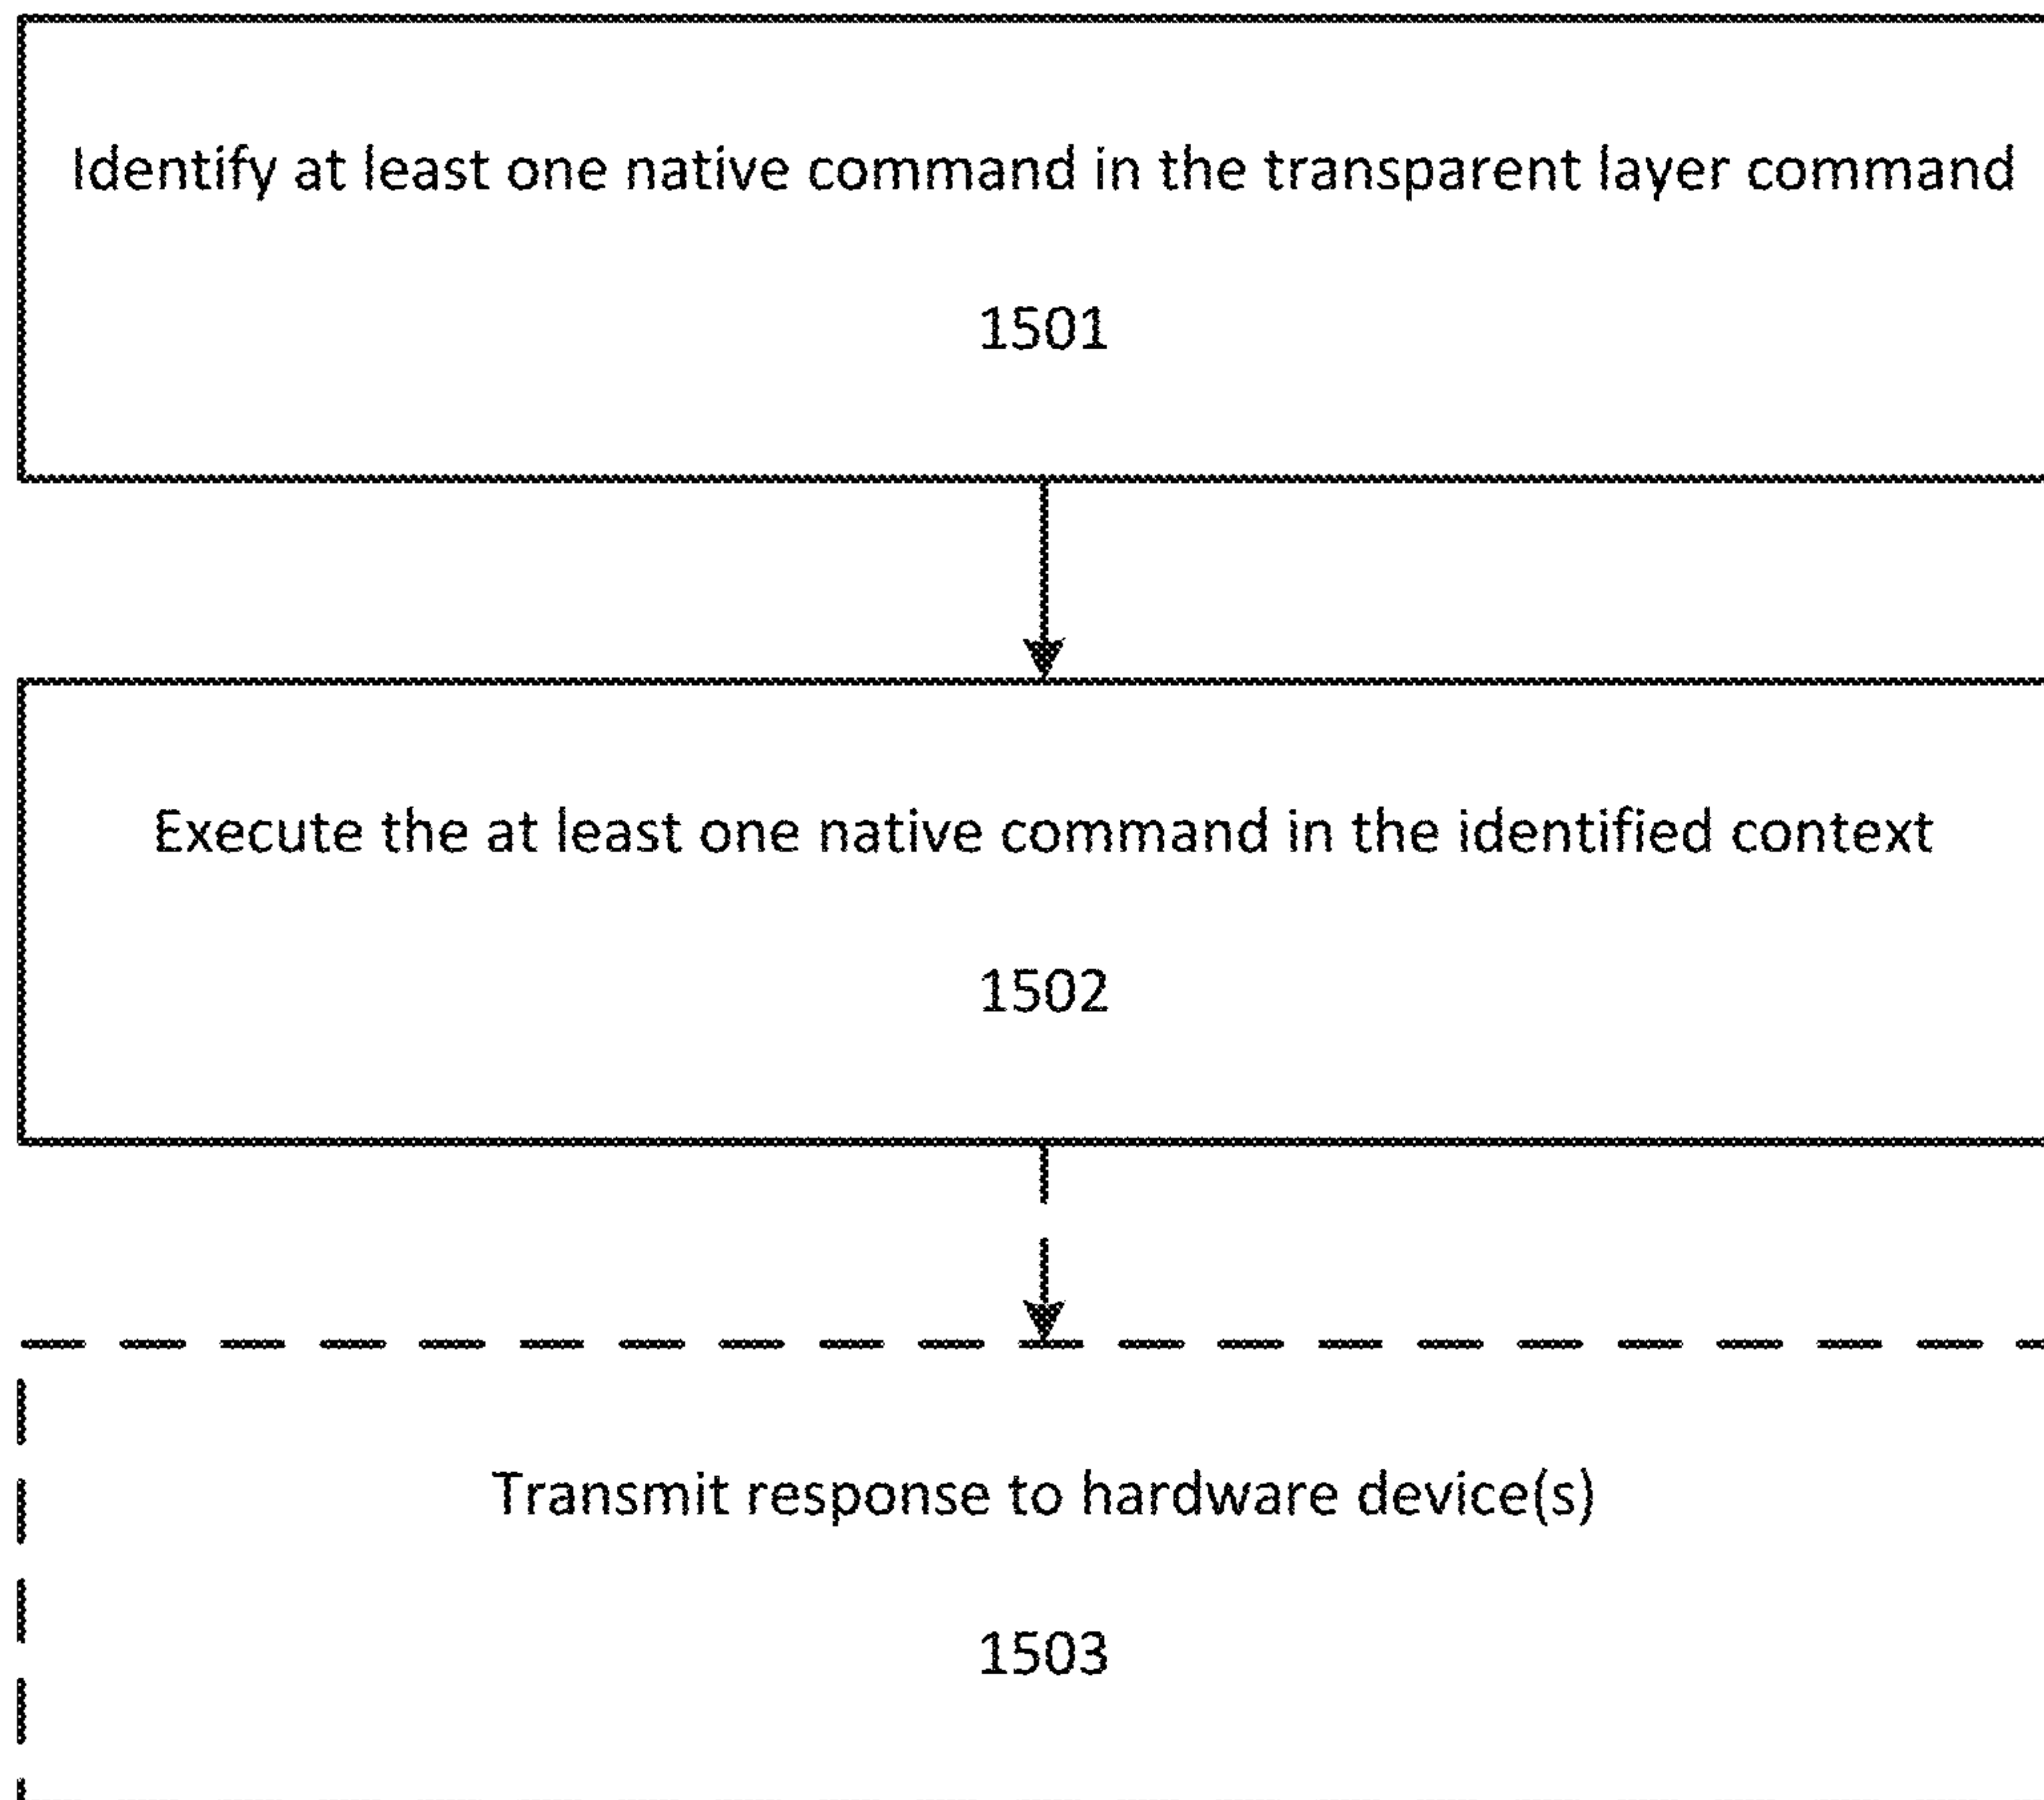 Identify at least one native command in the transparent layer command
1501
Execute the at least one native command in the identified context
1502
Transmit response to hardware device(s)
1503